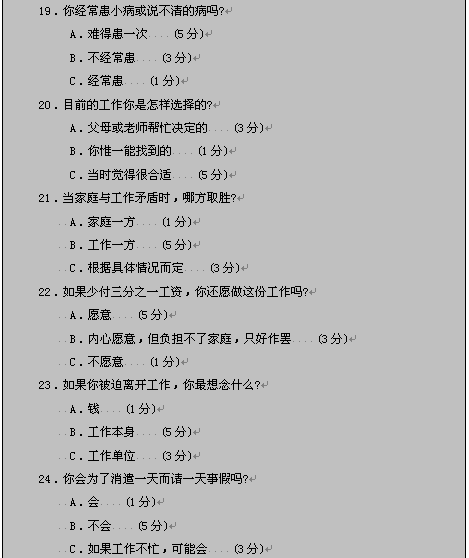 19．你经常患小病或说不清的病吗?
A．难得患一次....(5分)
B．不经常患....(3分)
C．经常患....(1分)
20．目前的工作你是怎样选择的?
A．父母或老师帮忙决定的....(3分)
B．你惟一能找到的....(1分)
C．当时觉得很合适....(5分)
21．当家庭与工作矛盾时，哪方取胜?
A．家庭一方....(1分)
B．工作一方....(5分)
C．根据具体情况而定....(3分)
22．如果少付三分之一工资，你还愿做这份工作吗?
A．愿意....(5分)
B．内心愿意，但负担不了家庭，只好作罢....(3分)
C．不愿意....(1分)
23．如果你被迫离开工作，你最想念什么?
A．钱....(1分)
B．工作本身....(5分)
C．工作单位....(3分)
24．你会为了消遣一天而请一天事假吗?
A．会....(1分)
B．不会....(5分)
C．如果工作不忙，可能会....(3分)